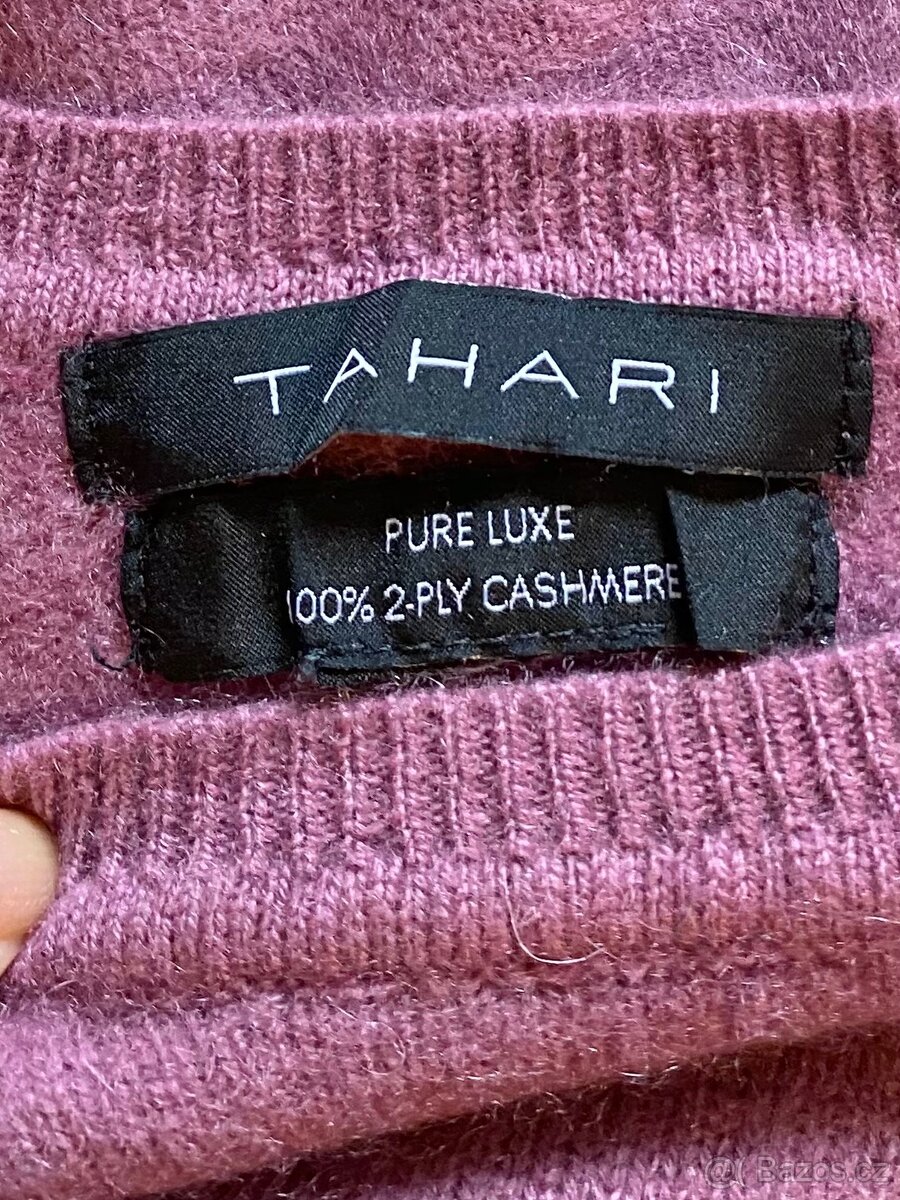 TAHARI
PURE LUXE
100% 2-PLY CASHMERE
Bazos.cz